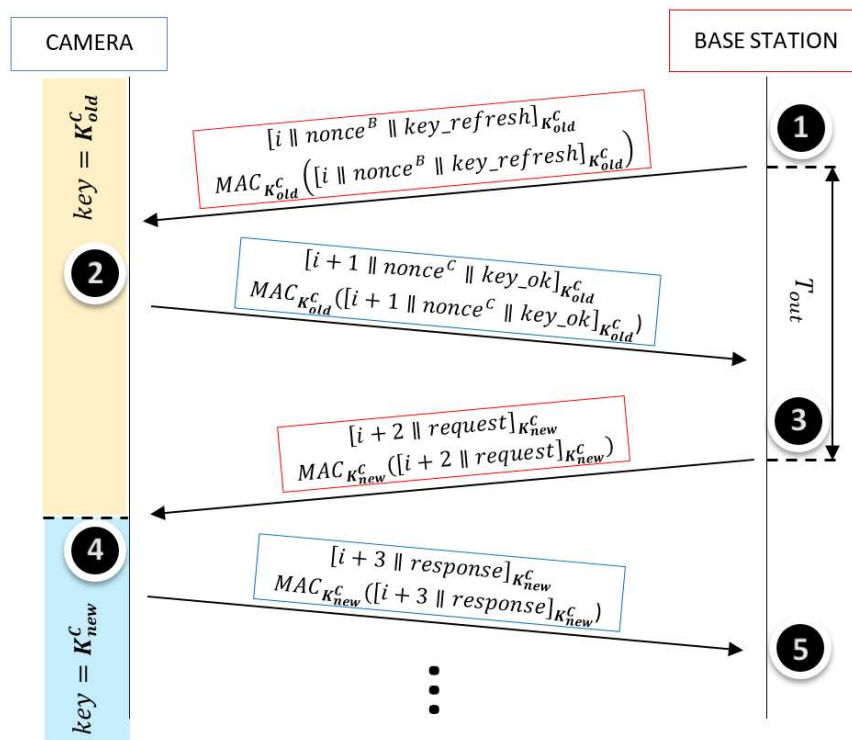 CAMERA
BASE STATION
key = K^C_old
1
[i ∥ nonce^B ∥ key_refresh]_{K^C_old}
MAC_{K^C_old}([i ∥ nonce^B ∥ key_refresh]_{K^C_old})
2
[i + 1 ∥ nonce^C ∥ key_ok]_{K^C_old}
MAC_{K^C_old}([i + 1 ∥ nonce^C ∥ key_ok]_{K^C_old})
T_out
3
[i + 2 ∥ request]_{K^C_new}
MAC_{K^C_new}([i + 2 ∥ request]_{K^C_new})
4
key = K^C_new
[i + 3 ∥ response]_{K^C_new}
MAC_{K^C_new}([i + 3 ∥ response]_{K^C_new})
5